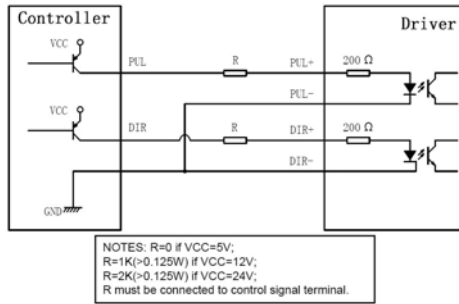 Controller
Driver
VCC
PUL
R
PUL+
200 Ω
PUL-
VCC
DIR
R
DIR+
200 Ω
DIR-
GND
NOTES: R=0 if VCC=5V;
R=1K(>0.125W) if VCC=12V;
R=2K(>0.125W) if VCC=24V;
R must be connected to control signal terminal.